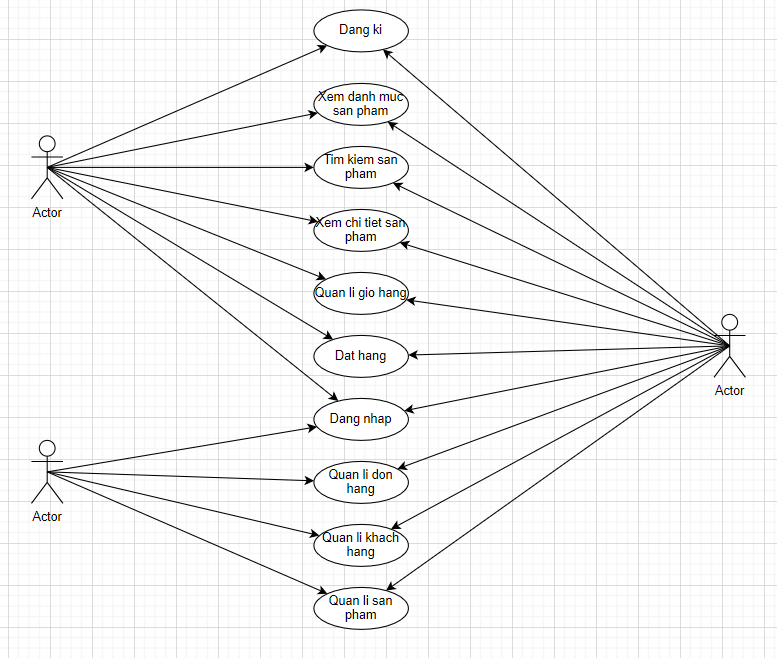 Dang ki
Xem danh muc
san pham
Tim kiem san
pham
Actor
Xem chi tiet san
pham
Quan li gio hang
Dat hang
Actor
Dang nhap
Quan li don
hang
Actor
Quan li khach
hang
Quan li san
pham